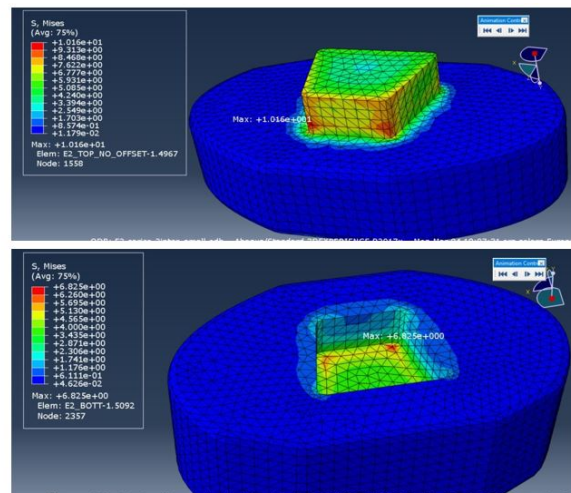 S, Mises
(Avg: 75%)
+1.016e+01
+9.313e+00
+8.468e+00
+7.622e+00
+6.777e+00
+5.931e+00
+5.085e+00
+4.240e+00
+3.394e+00
+2.549e+00
+1.703e+00
+8.574e-01
+1.179e-02
Max: +1.016e+01
Elem: E2_TOP_NO_OFFSET-1.4967
Node: 1558
Animation Contro
Max: +1.016e+001
S, Mises
(Avg: 75%)
+6.825e+00
+6.260e+00
+5.695e+00
+5.130e+00
+4.565e+00
+4.000e+00
+3.435e+00
+2.871e+00
+2.306e+00
+1.741e+00
+1.176e+00
+6.111e-01
+4.626e-02
Max: +6.825e+00
Elem: E2_BOTT-1.5092
Node: 2357
Animation Contro
Max: +6.825e+000